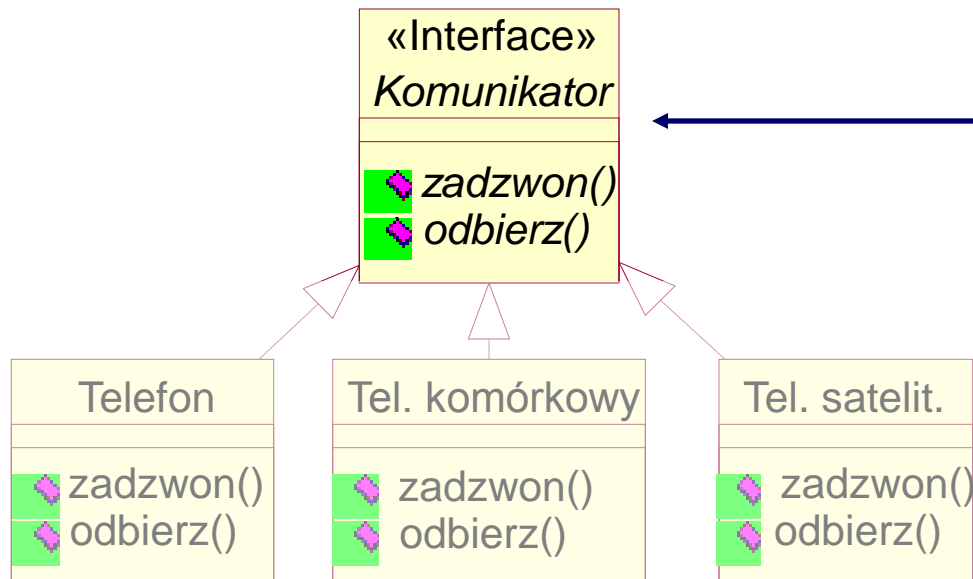 «Interface»
Komunikator
zadzwon()
odbierz()
Telefon
zadzwon()
odbierz()
Tel. komórkowy
zadzwon()
odbierz()
Tel. satelit.
zadzwon()
odbierz()